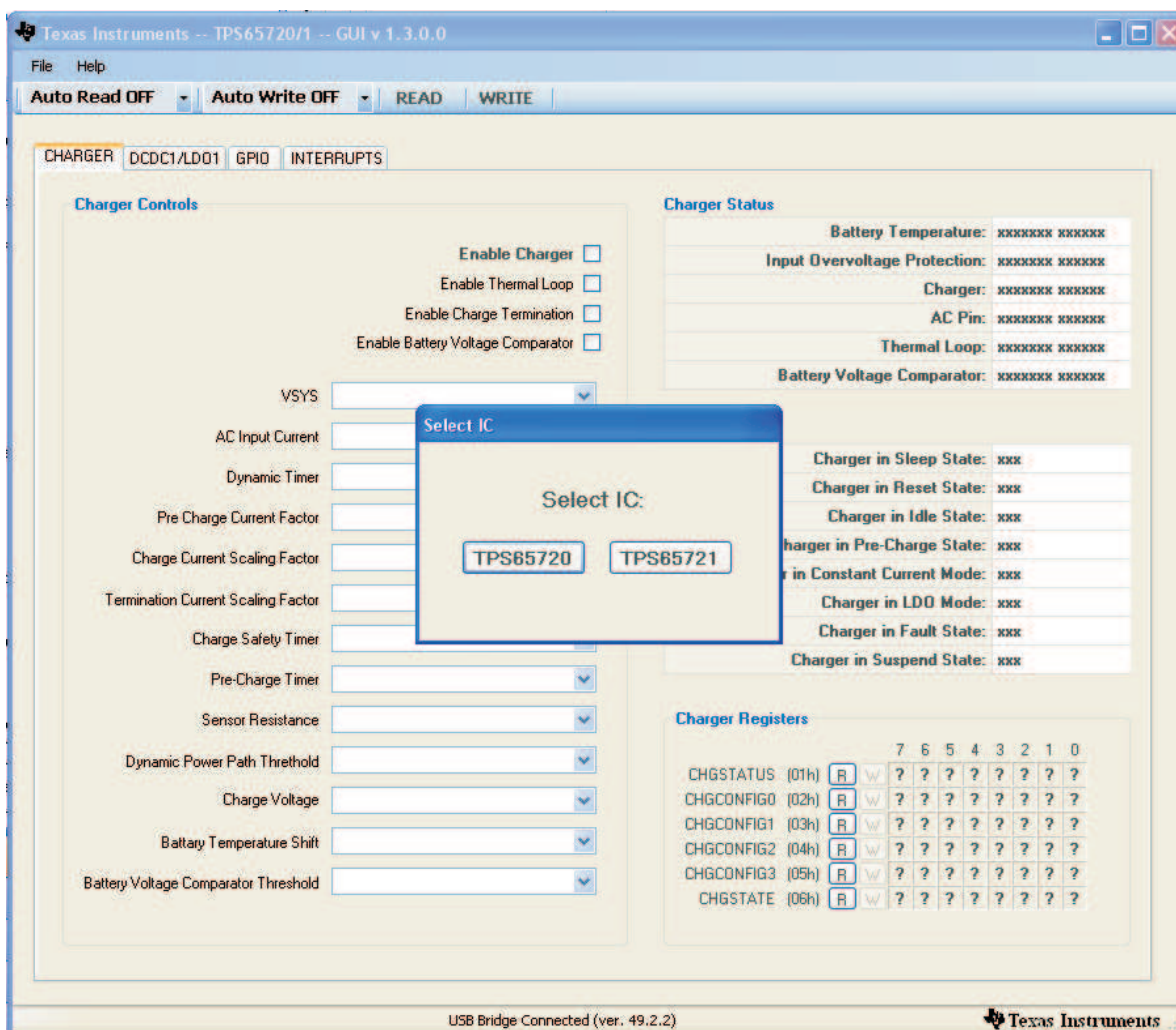 Texas Instruments -- TPS65720/1 -- GUI v 1.3.0.0
File Help
Auto Read OFF Auto Write OFF READ WRITE
CHARGER DCDC1/LDO1 GPIO INTERRUPTS
Charger Controls
Enable Charger
Enable Thermal Loop
Enable Charge Termination
Enable Battery Voltage Comparator
VSYS
AC Input Current
Dynamic Timer
Pre Charge Current Factor
Charge Current Scaling Factor
Termination Current Scaling Factor
Charge Safety Timer
Pre-Charge Timer
Sensor Resistance
Dynamic Power Path Threthold
Charge Voltage
Battary Temperature Shift
Battery Voltage Comparator Threshold
Select IC
Select IC:
TPS65720 TPS65721
Charger Status
Battery Temperature: xxxxxxx xxxxxx
Input Overvoltage Protection: xxxxxxx xxxxxx
Charger: xxxxxxx xxxxxx
AC Pin: xxxxxxx xxxxxx
Thermal Loop: xxxxxxx xxxxxx
Battery Voltage Comparator: xxxxxxx xxxxxx
Charger in Sleep State: xxx
Charger in Reset State: xxx
Charger in Idle State: xxx
harger in Pre-Charge State: xxx
r in Constant Current Mode: xxx
Charger in LDO Mode: xxx
Charger in Fault State: xxx
Charger in Suspend State: xxx
Charger Registers
7 6 5 4 3 2 1 0
CHGSTATUS (01h) R W ? ? ? ? ? ? ? ?
CHGCONFIG0 (02h) R W ? ? ? ? ? ? ? ?
CHGCONFIG1 (03h) R W ? ? ? ? ? ? ? ?
CHGCONFIG2 (04h) R W ? ? ? ? ? ? ? ?
CHGCONFIG3 (05h) R W ? ? ? ? ? ? ? ?
CHGSTATE (06h) R W ? ? ? ? ? ? ? ?
USB Bridge Connected (ver. 49.2.2)
Texas Instruments